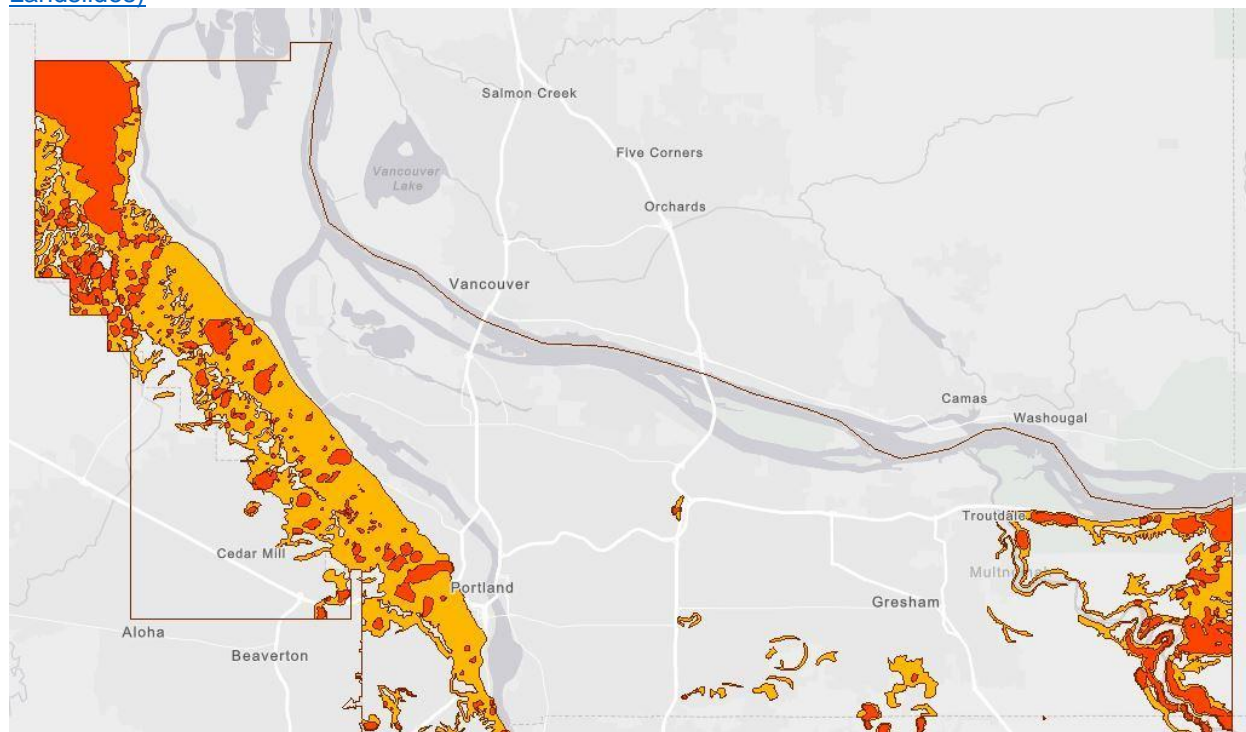 Landslides)
Salmon Creek
Five Corners
Vancouver
Lake
Orchards
Vancouver
Camas
Washougal
Troutdale
Cedar Mill
Portland
Gresham
Aloha
Beaverton